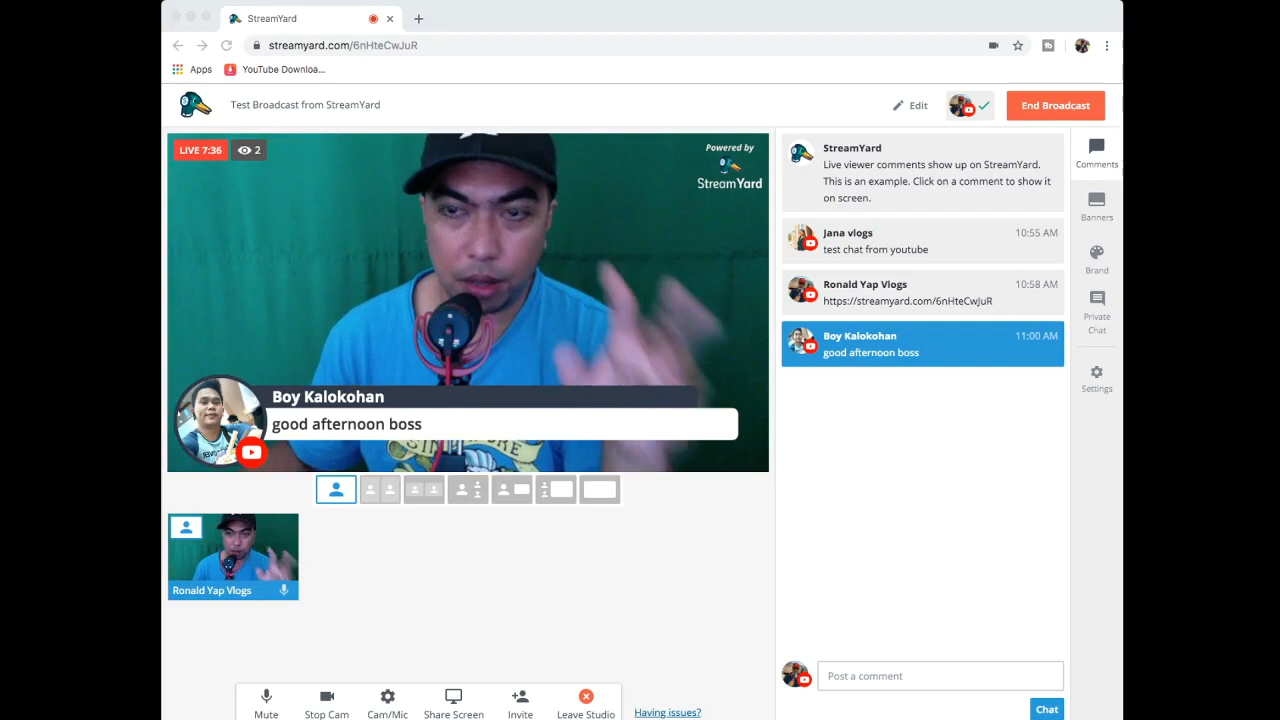 StreamYard
streamyard.com/6nHteCwJuR
Apps
YouTube Downloa...
Test Broadcast from StreamYard
Edit
End Broadcast
LIVE 7:36
2
Powered by
StreamYard
Boy Kalokohan
good afternoon boss
Ronald Yap Vlogs
Mute
Stop Cam
Cam/Mic
Share Screen
Invite
Leave Studio
Having issues?
StreamYard
Live viewer comments show up on StreamYard.
This is an example. Click on a comment to show it
on screen.
Jana vlogs 10:55 AM
test chat from youtube
Ronald Yap Vlogs 10:58 AM
https://streamyard.com/6nHteCwJuR
Boy Kalokohan 11:00 AM
good afternoon boss
Post a comment
Chat
Comments
Banners
Brand
Private
Chat
Settings